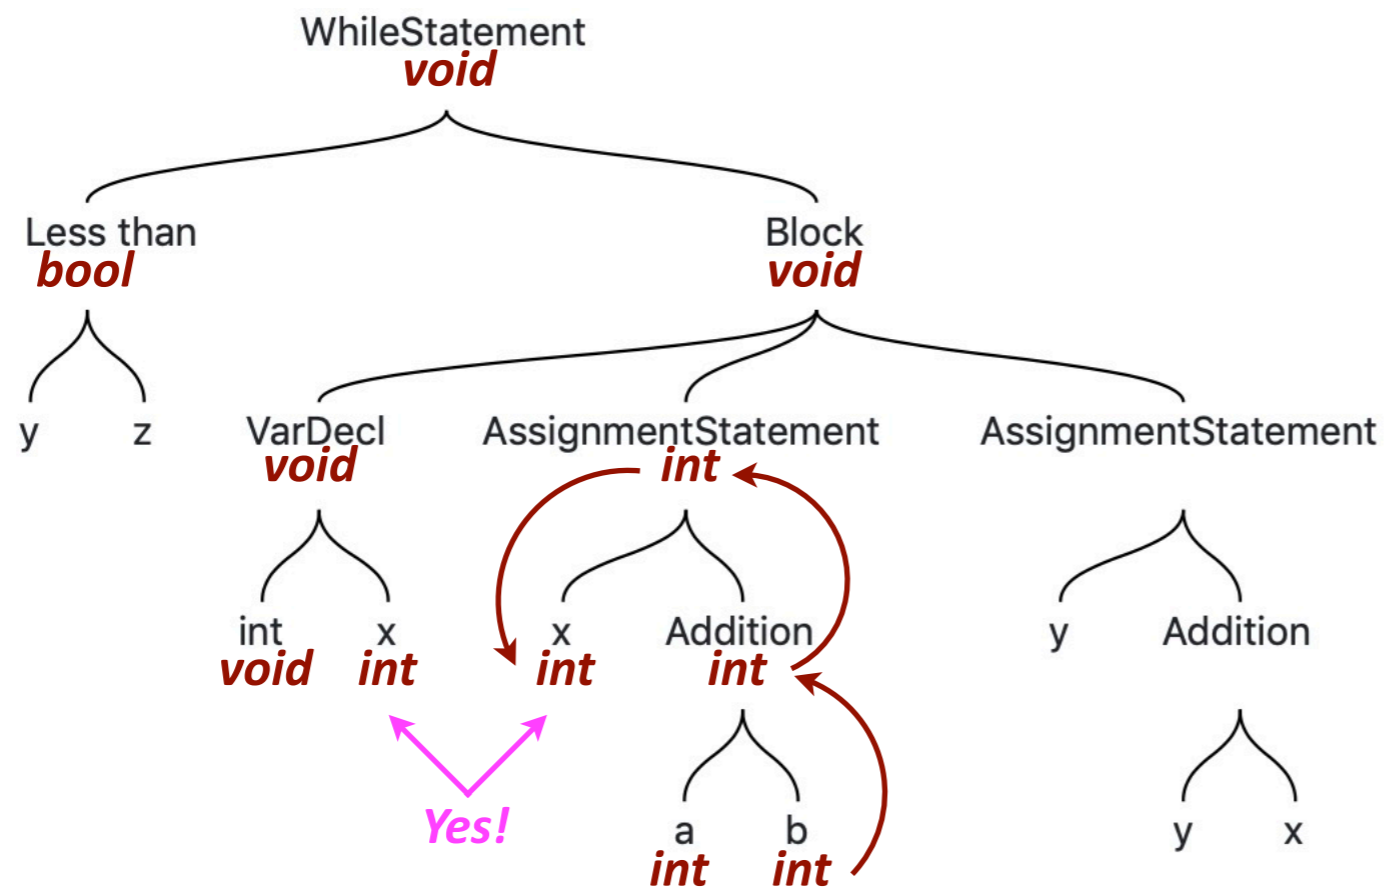 WhileStatement
void
Less than
bool
Block
void
y z
VarDecl
void
AssignmentStatement
int
AssignmentStatement
int
void
x
int
x
int
Addition
int
y
Addition
Yes!
a
int
b
int
y
x